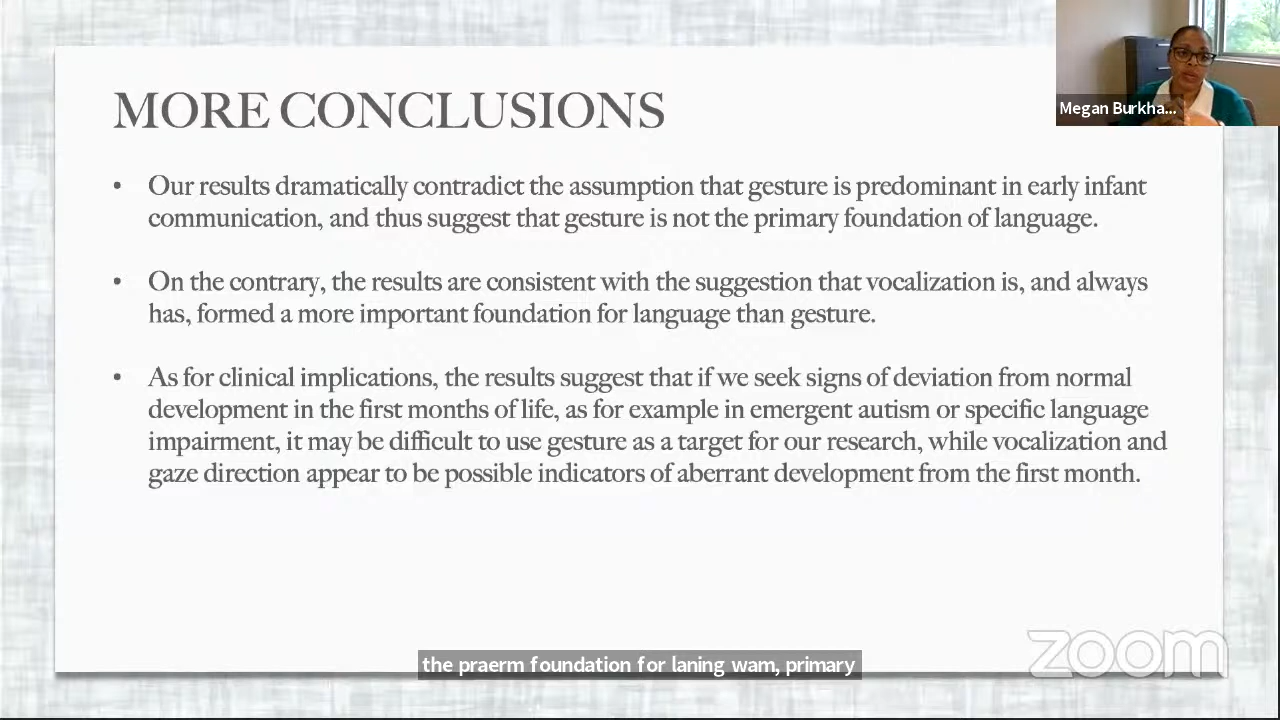 MORE CONCLUSIONS
Megan Burkha...
• Our results dramatically contradict the assumption that gesture is predominant in early infant
communication, and thus suggest that gesture is not the primary foundation of language.
• On the contrary, the results are consistent with the suggestion that vocalization is, and always
has, formed a more important foundation for language than gesture.
• As for clinical implications, the results suggest that if we seek signs of deviation from normal
development in the first months of life, as for example in emergent autism or specific language
impairment, it may be difficult to use gesture as a target for our research, while vocalization and
gaze direction appear to be possible indicators of aberrant development from the first month.
zoom
the praerm foundation for laning wam, primary